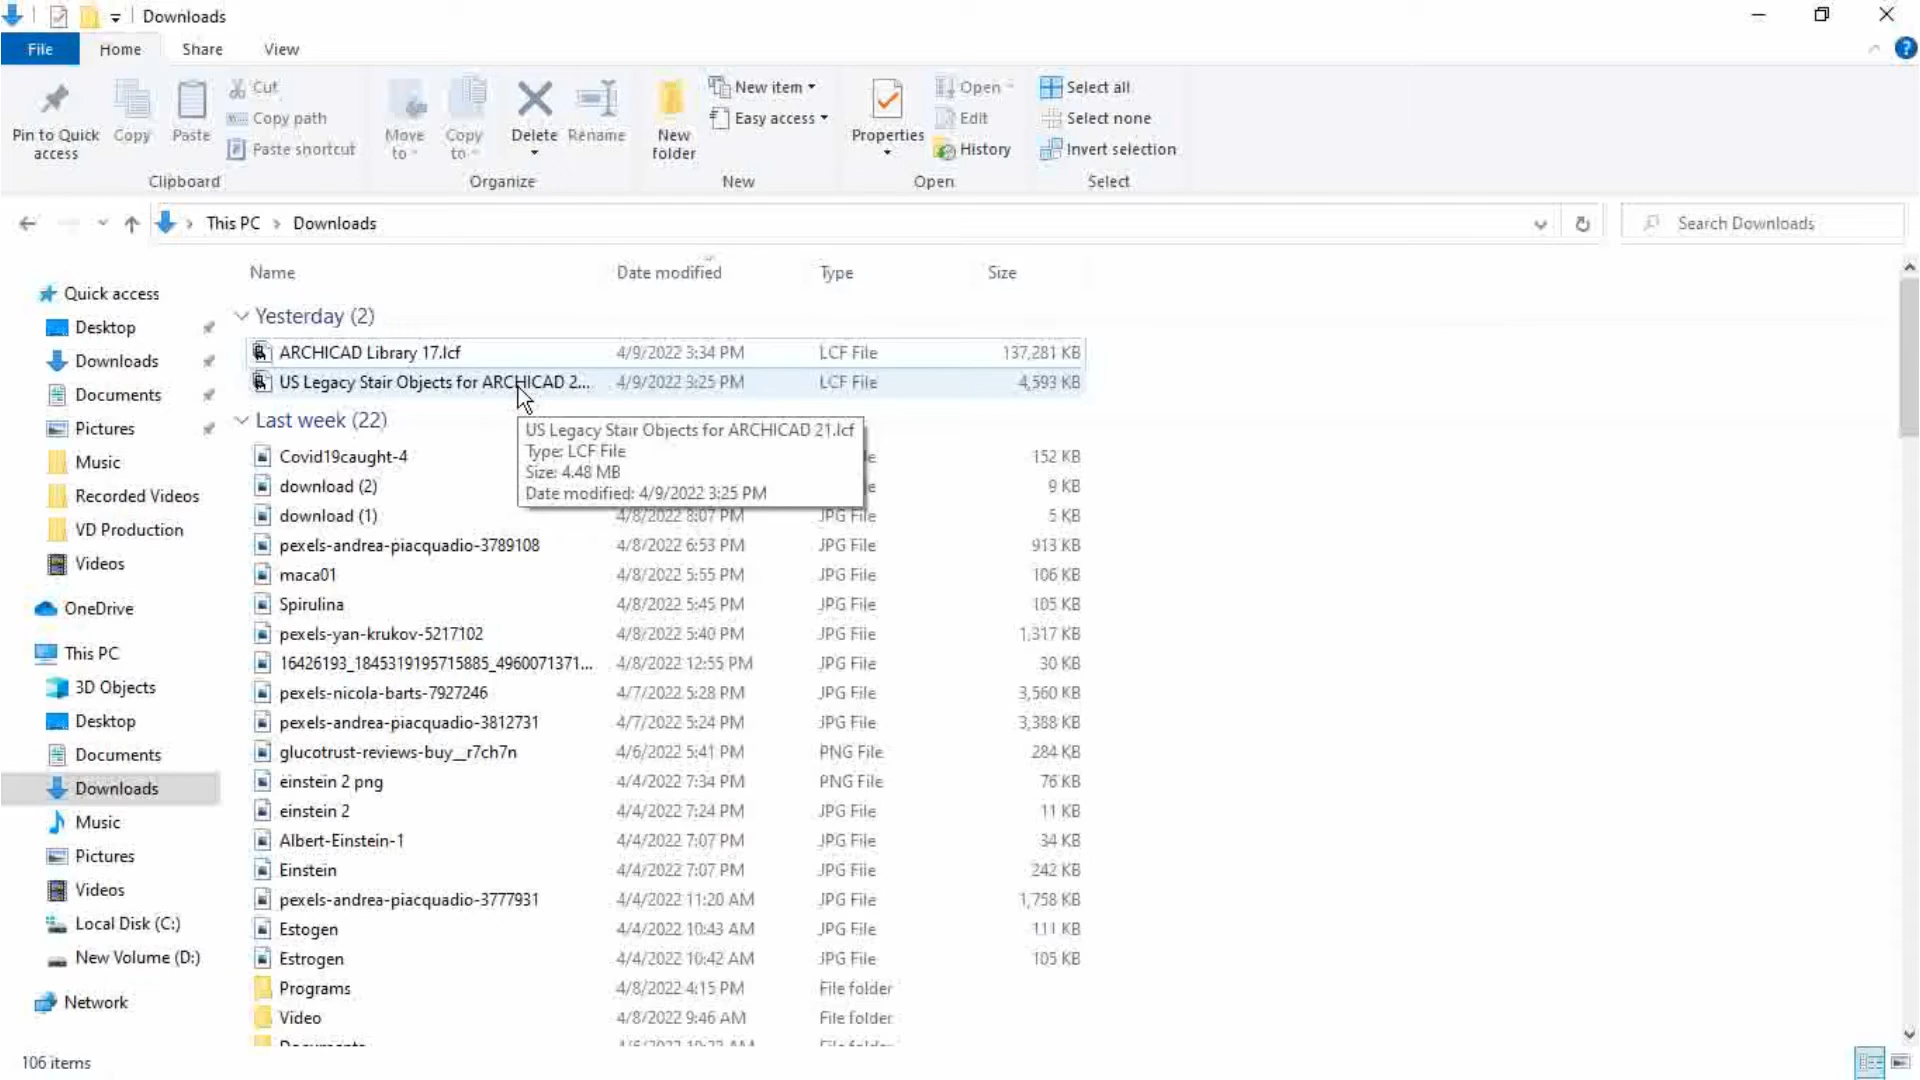 Downloads
File Home Share View
Pin to Quick access
Copy
Paste
Cut
Copy path
Paste shortcut
Clipboard
Move to
Copy to
Delete
Rename
Organize
New folder
New item
Easy access
New
Properties
Open
Edit
History
Open
Select all
Select none
Invert selection
Select
This PC > Downloads
Search Downloads
Quick access
Desktop
Downloads
Documents
Pictures
Music
Recorded Videos
VD Production
Videos
OneDrive
This PC
3D Objects
Desktop
Documents
Downloads
Music
Pictures
Videos
Local Disk (C:)
New Volume (D:)
Network
Name Date modified Type Size
Yesterday (2)
ARCHICAD Library 17.lcf 4/9/2022 3:34 PM LCF File 137,281 KB
US Legacy Stair Objects for ARCHICAD 2... 4/9/2022 3:25 PM LCF File 4,593 KB
Last week (22)
US Legacy Stair Objects for ARCHICAD 21.lcf
Type: LCF File
Size: 4.48 MB
Date modified: 4/9/2022 3:25 PM
Covid19caught-4 152 KB
download (2) 9 KB
download (1) 4/8/2022 8:07 PM JPG File 5 KB
pexels-andrea-piacquadio-3789108 4/8/2022 6:53 PM JPG File 913 KB
maca01 4/8/2022 5:55 PM JPG File 106 KB
Spirulina 4/8/2022 5:45 PM JPG File 105 KB
pexels-yan-krukov-5217102 4/8/2022 5:40 PM JPG File 1,317 KB
16426193_1845319195715885_4960071371... 4/8/2022 12:55 PM JPG File 30 KB
pexels-nicola-barts-7927246 4/7/2022 5:28 PM JPG File 3,560 KB
pexels-andrea-piacquadio-3812731 4/7/2022 5:24 PM JPG File 3,388 KB
glucotrust-reviews-buy__r7ch7n 4/6/2022 5:41 PM PNG File 284 KB
einstein 2 png 4/4/2022 7:34 PM PNG File 76 KB
einstein 2 4/4/2022 7:24 PM JPG File 11 KB
Albert-Einstein-1 4/4/2022 7:07 PM JPG File 34 KB
Einstein 4/4/2022 7:07 PM JPG File 242 KB
pexels-andrea-piacquadio-3777931 4/4/2022 11:20 AM JPG File 1,758 KB
Estogen 4/4/2022 10:43 AM JPG File 111 KB
Estrogen 4/4/2022 10:42 AM JPG File 105 KB
Programs 4/8/2022 4:15 PM File folder
Video 4/8/2022 9:46 AM File folder
106 items